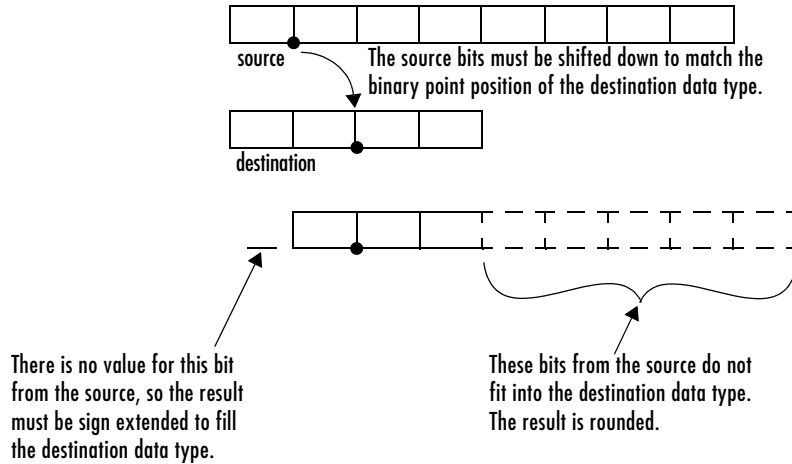 source
The source bits must be shifted down to match the
binary point position of the destination data type.
destination
There is no value for this bit
from the source, so the result
must be sign extended to fill
the destination data type.
These bits from the source do not
fit into the destination data type.
The result is rounded.